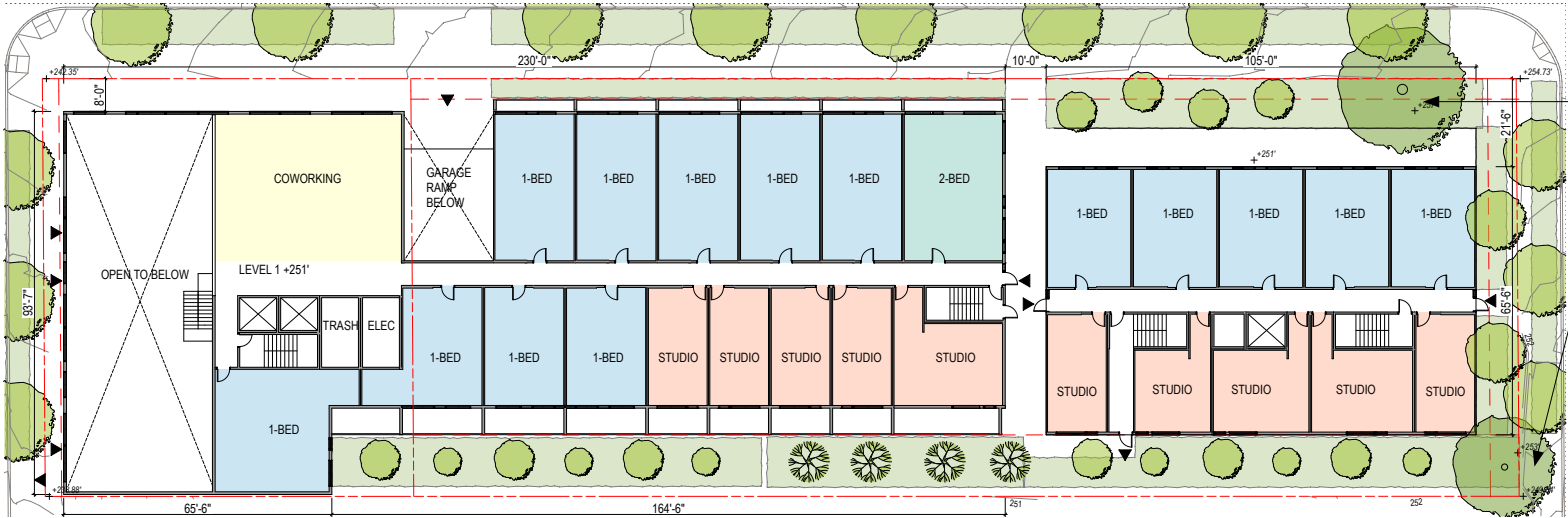 230'-0"
10'-0"
105'-0"
+242.35'
+254.73'
8'-0"
21'-6"
+251'
COWORKING
GARAGE
RAMP
BELOW
1-BED
1-BED
1-BED
1-BED
1-BED
2-BED
1-BED
1-BED
1-BED
1-BED
1-BED
OPEN TO BELOW
LEVEL 1 +251'
93'-7"
65'-6"
TRASH
ELEC
252
1-BED
1-BED
1-BED
STUDIO
STUDIO
STUDIO
STUDIO
STUDIO
STUDIO
STUDIO
STUDIO
STUDIO
STUDIO
1-BED
+253'
251
252
65'-6"
164'-6"